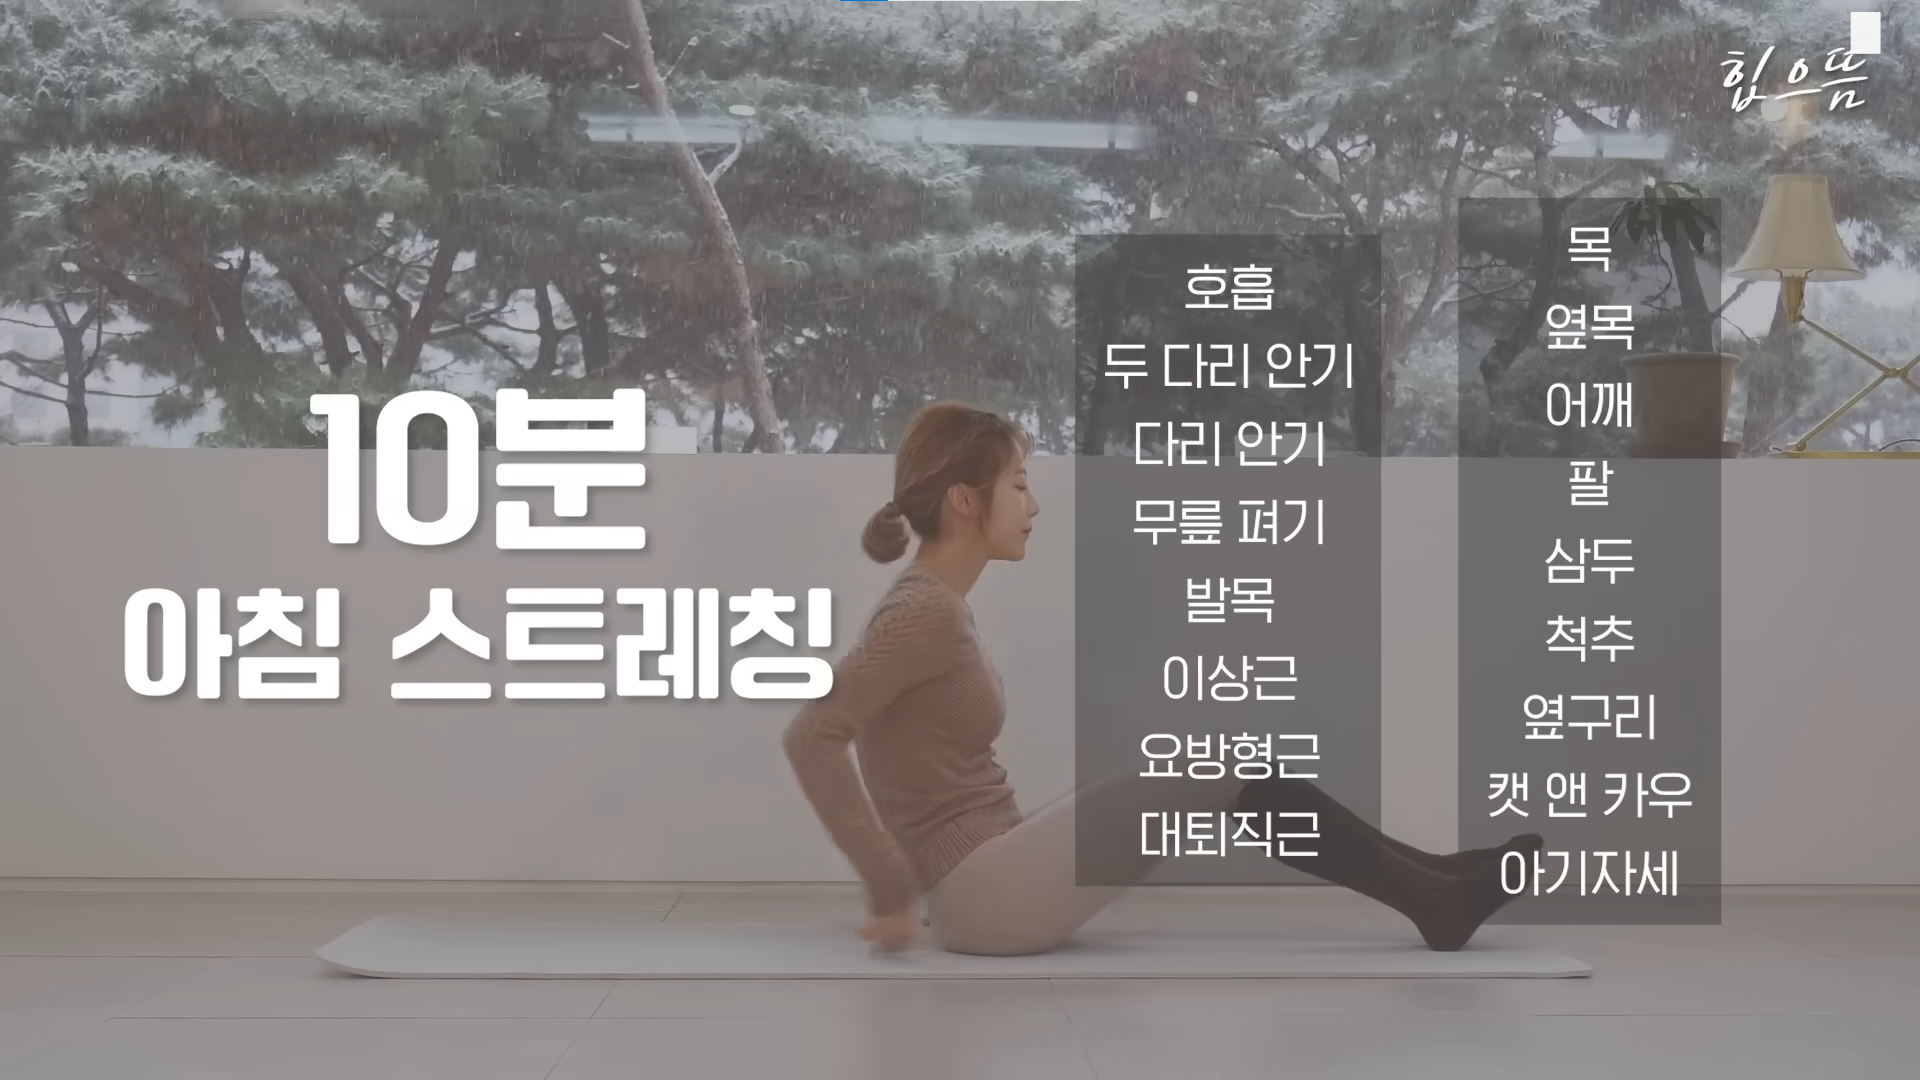 힙으뜸
10분
아침 스트레칭
호흡
두 다리 안기
다리 안기
무릎 펴기
발목
이상근
요방형근
대퇴직근
목
옆목
어깨
팔
삼두
척추
옆구리
캣 앤 카우
아기자세